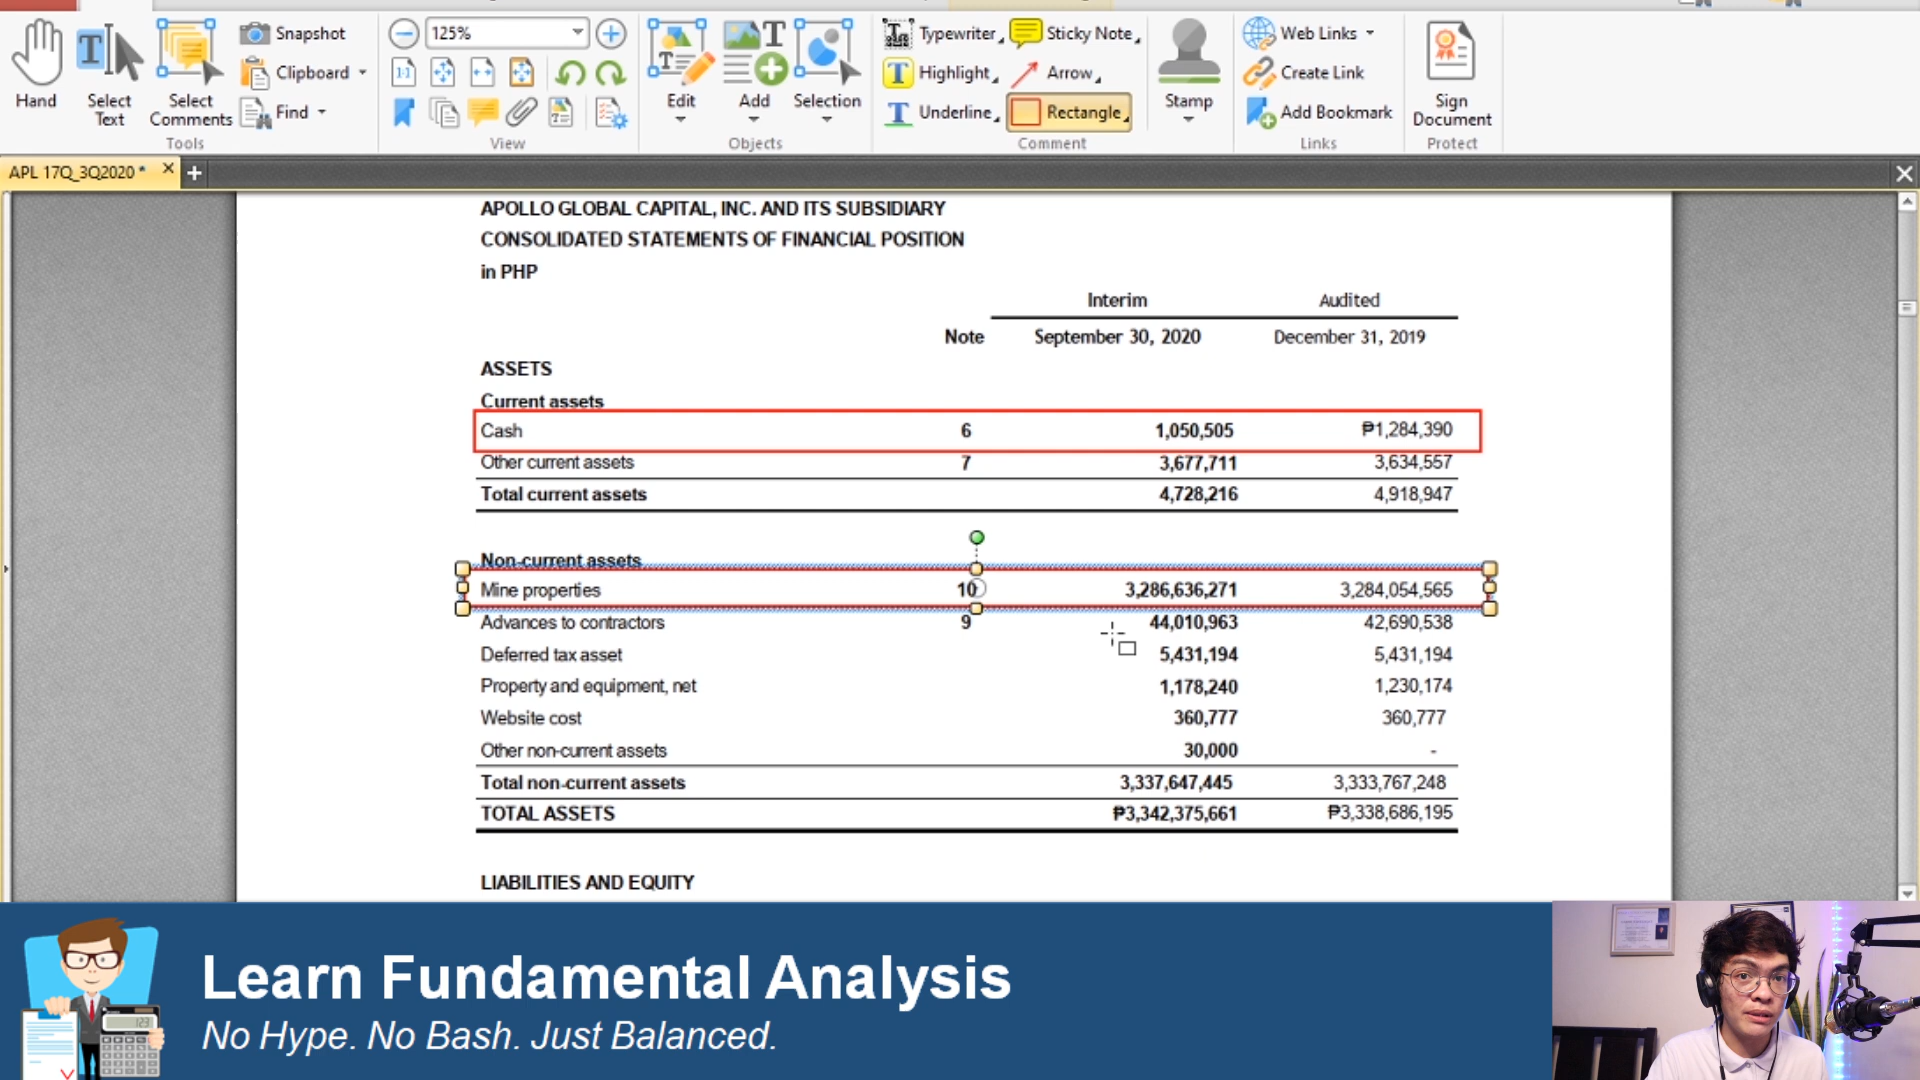 Hand
Select Text
Select Comments
Snapshot
Clipboard
Find
Tools
125%
View
Edit
Add
Selection
Objects
Typewriter
Sticky Note
Highlight
Arrow
Underline
Rectangle
Comment
Stamp
Web Links
Create Link
Add Bookmark
Links
Sign Document
Protect
APL 17Q_3Q2020 *
APOLLO GLOBAL CAPITAL, INC. AND ITS SUBSIDIARY
CONSOLIDATED STATEMENTS OF FINANCIAL POSITION
in PHP
Interim Audited
Note September 30, 2020 December 31, 2019
ASSETS
Current assets
Cash 6 1,050,505 ₱1,284,390
Other current assets 7 3,677,711 3,634,557
Total current assets 4,728,216 4,918,947
Non-current assets
Mine properties 10 3,286,636,271 3,284,054,565
Advances to contractors 9 44,010,963 42,690,538
Deferred tax asset 5,431,194 5,431,194
Property and equipment, net 1,178,240 1,230,174
Website cost 360,777 360,777
Other non-current assets 30,000 -
Total non-current assets 3,337,647,445 3,333,767,248
TOTAL ASSETS ₱3,342,375,661 ₱3,338,686,195
LIABILITIES AND EQUITY
Learn Fundamental Analysis
No Hype. No Bash. Just Balanced.